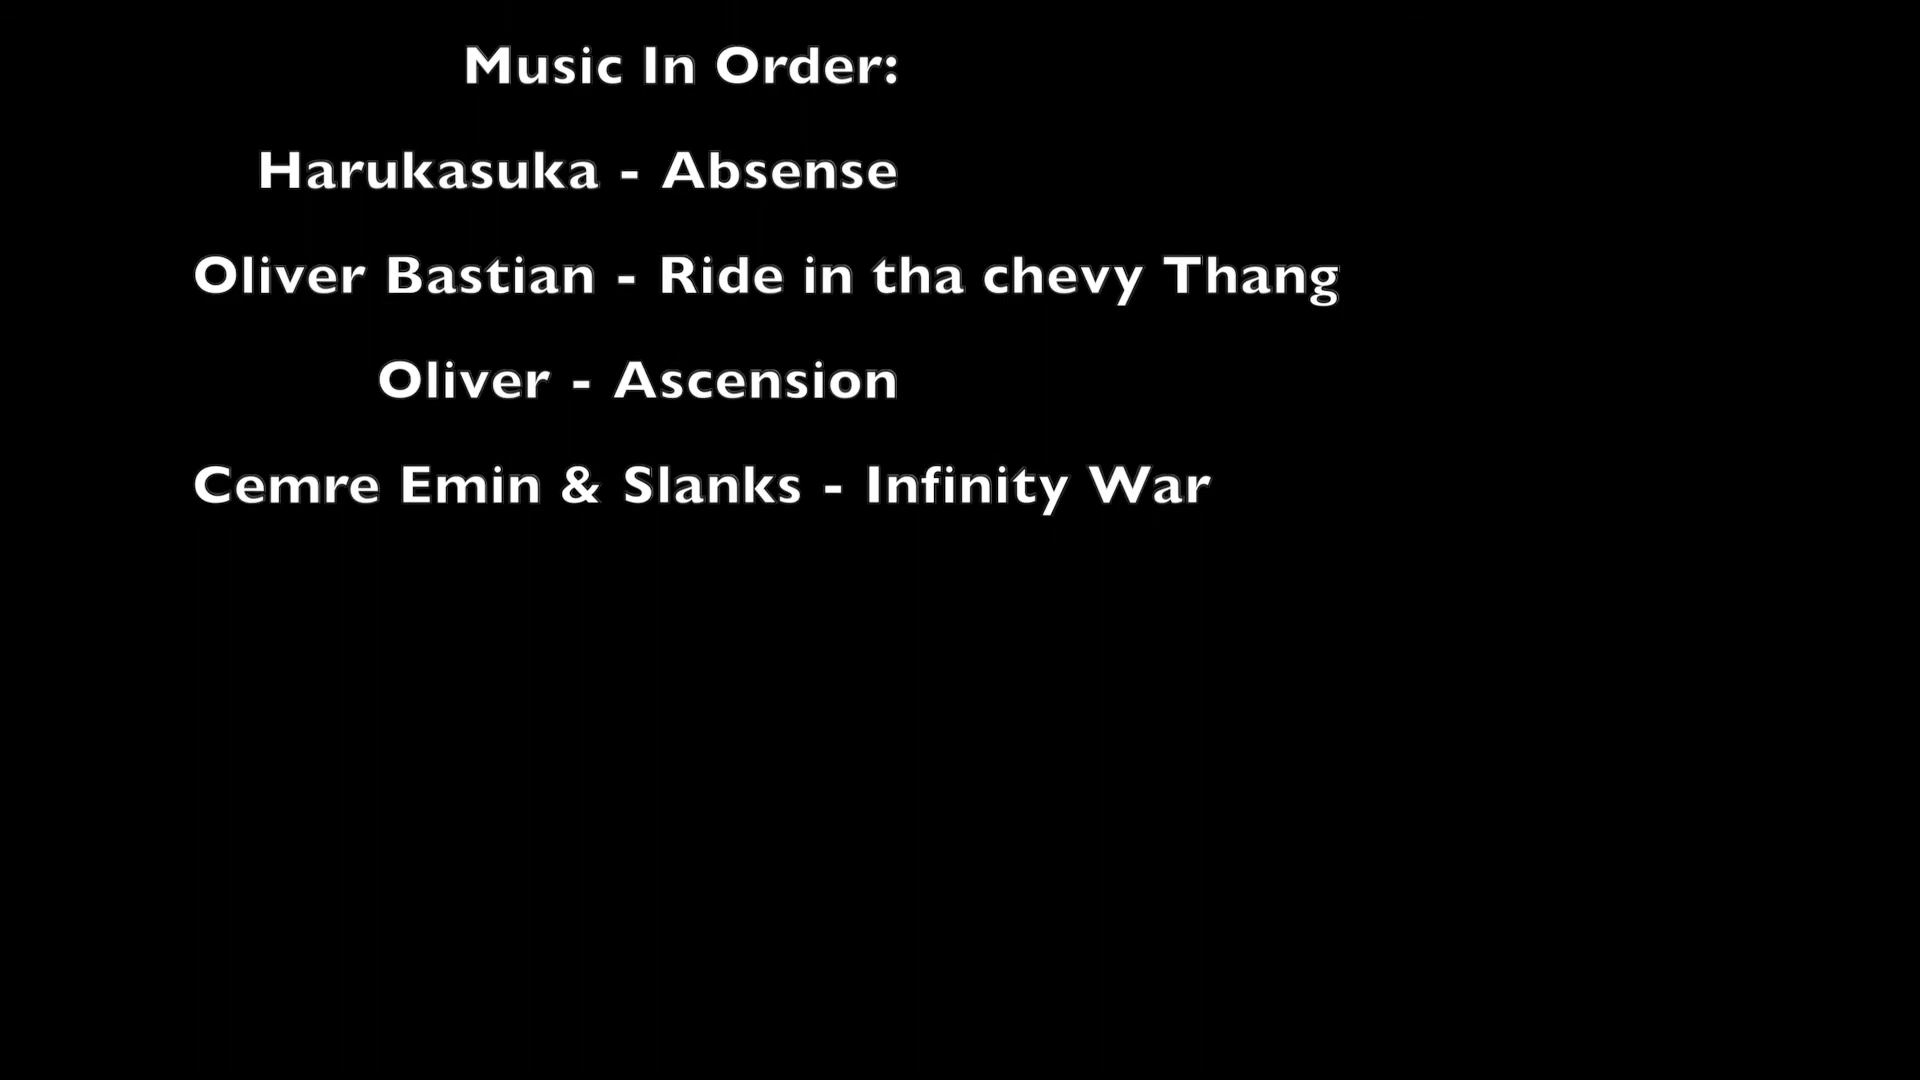 Music In Order:
Harukasuka - Absense
Oliver Bastian - Ride in tha chevy Thang
Oliver - Ascension
Cemre Emin & Slanks - Infinity War